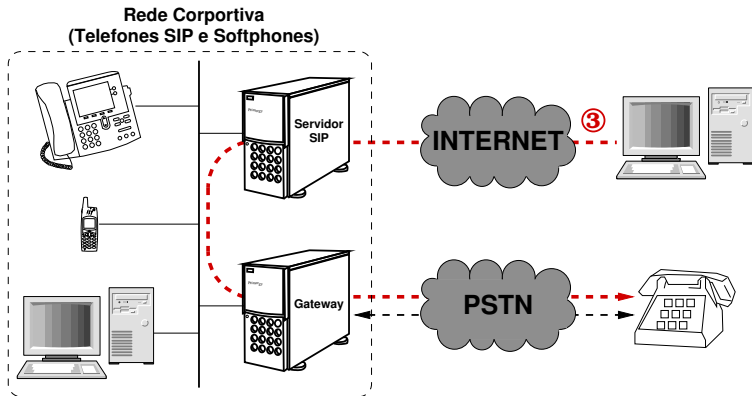 Rede Corportiva
(Telefones SIP e Softphones)
Servidor
SIP
INTERNET
③
Gateway
PSTN